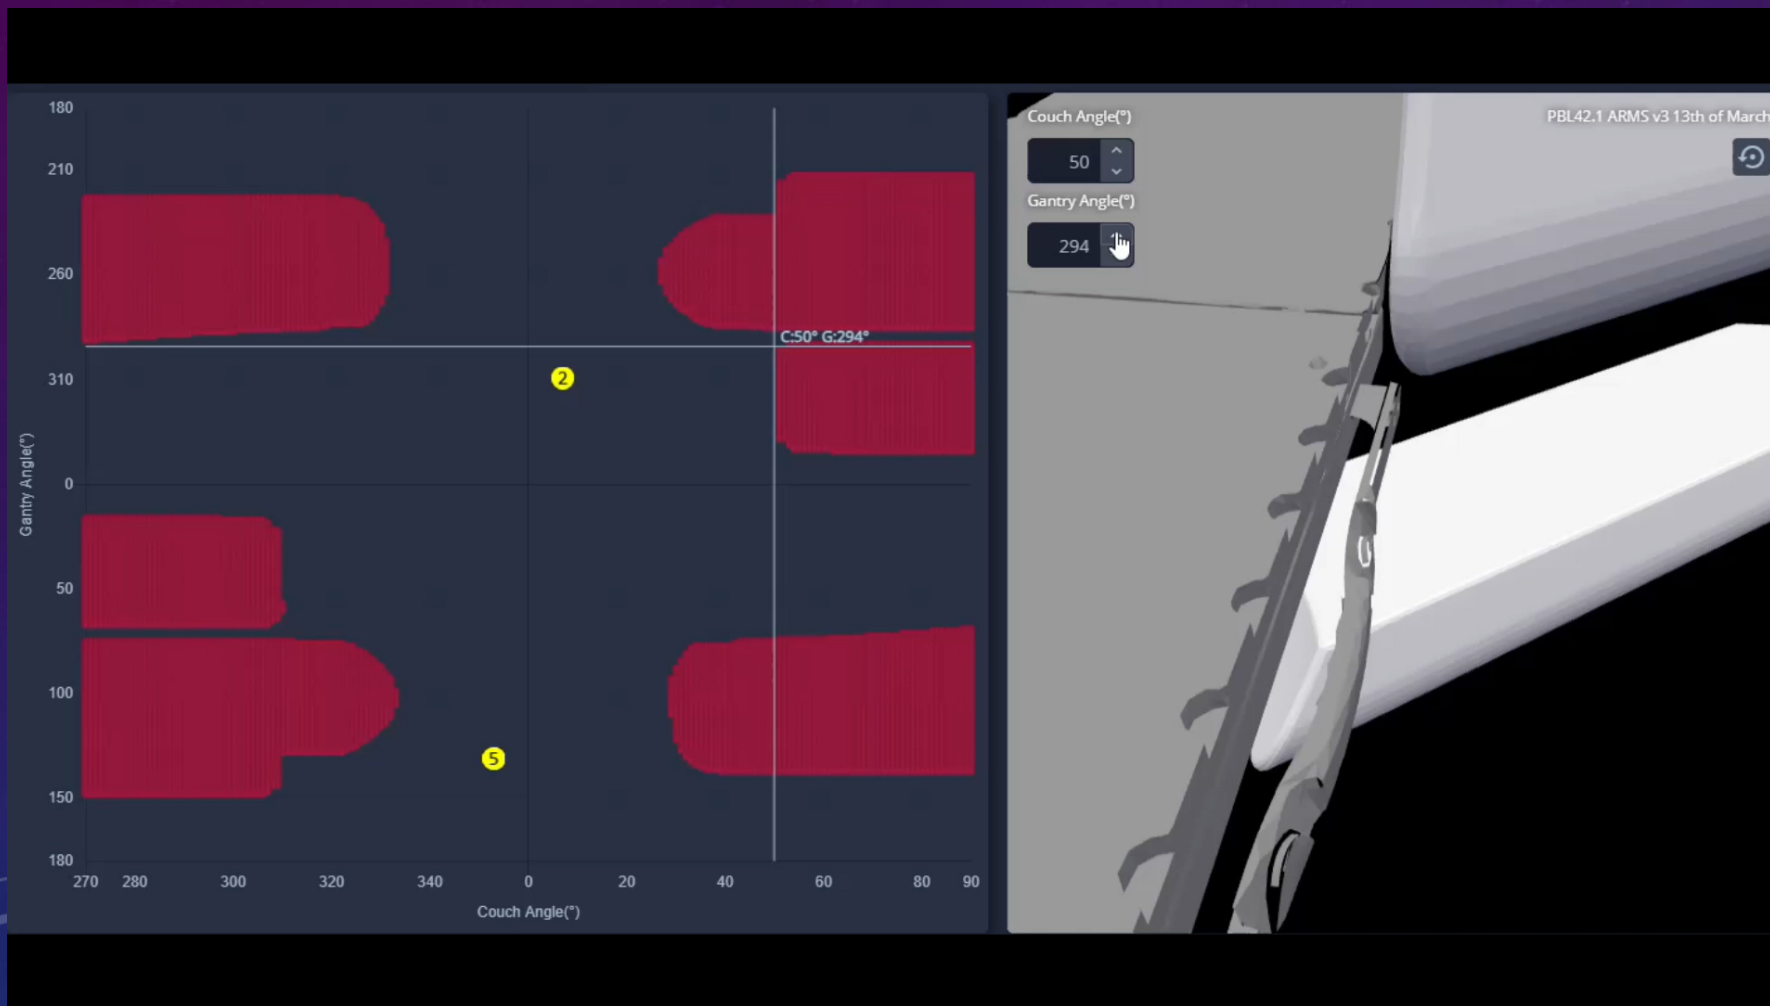 180
210
260
310
0
50
100
150
180
Gantry Angle(°)
270 280 300 320 340 0 20 40 60 80 90
Couch Angle(°)
C:50° G:294°
2
5
Couch Angle(°)
50
Gantry Angle(°)
294
PBL42.1 ARMS v3 13th of March